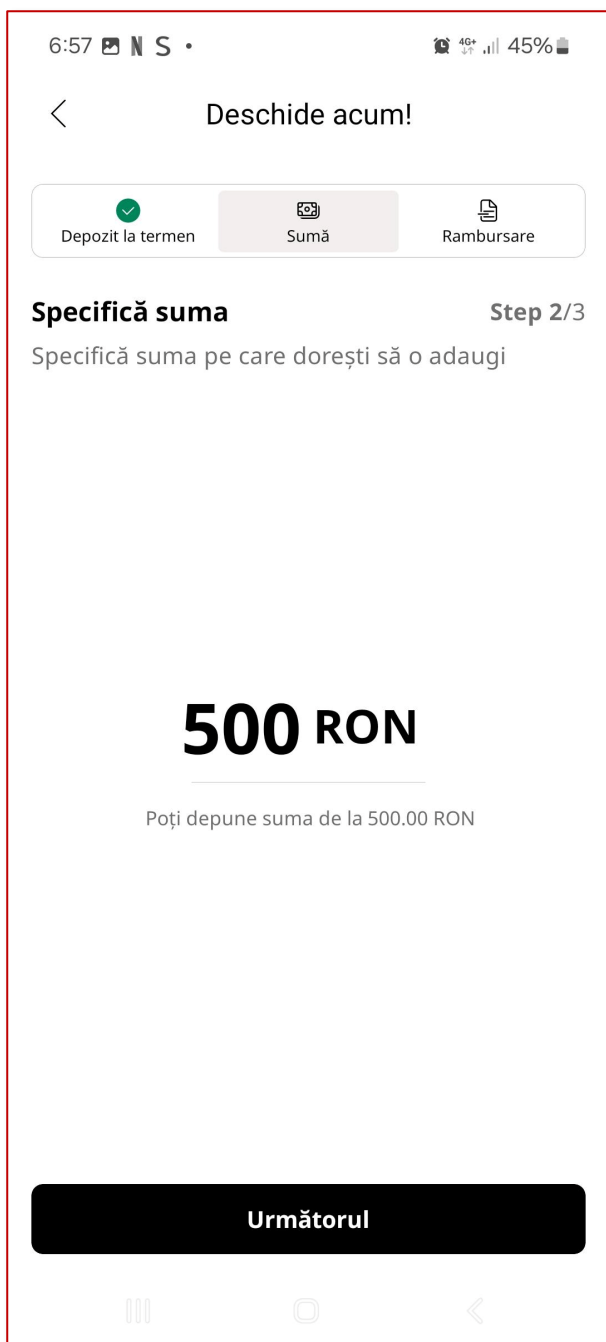 6:57 N S •
4G+ 45%
Deschide acum!
Depozit la termen
Sumă
Rambursare
Specifică suma
Step 2/3
Specifică suma pe care dorești să o adaugi
500 RON
Poți depune suma de la 500.00 RON
Următorul